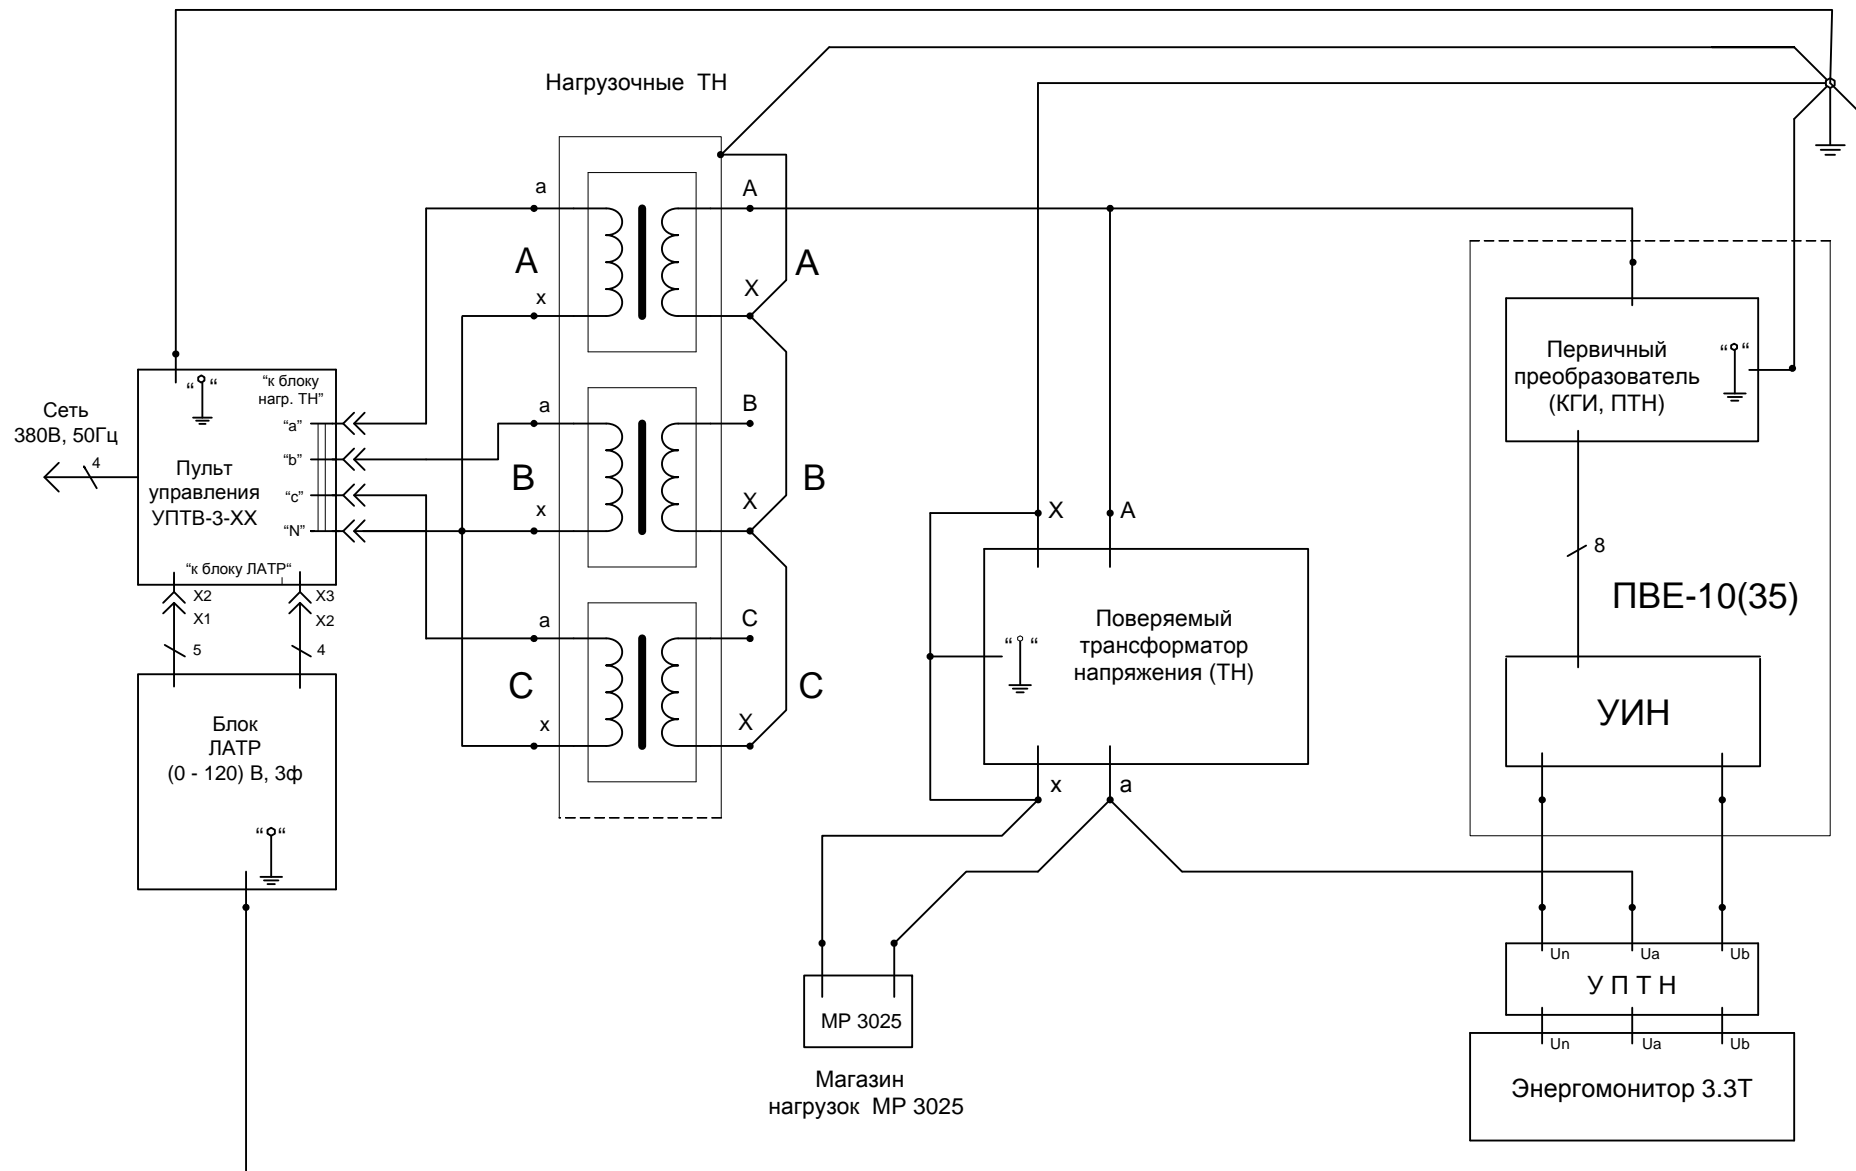 Нагрузочные ТН
a
A
A
A
x
X
“ “
“к блоку
нагр. ТН”
Сеть
380В, 50Гц
4
“a”
“b”
“c”
“N”
Пульт
управления
УПТВ-3-ХХ
“к блоку ЛАТР“
X2
X1
X3
X2
5
4
a
B
B
B
x
X
a
C
C
C
x
X
Блок
ЛАТР
(0 - 120) В, 3ф
“ “
X
A
“ “
Поверяемый
трансформатор
напряжения (ТН)
x
a
Первичный
преобразователь
(КГИ, ПТН)
“ “
8
ПВЕ-10(35)
УИН
Un
Ua
Ub
У П Т Н
Un
Ua
Ub
Энергомонитор 3.3Т
МР 3025
Магазин
нагрузок МР 3025